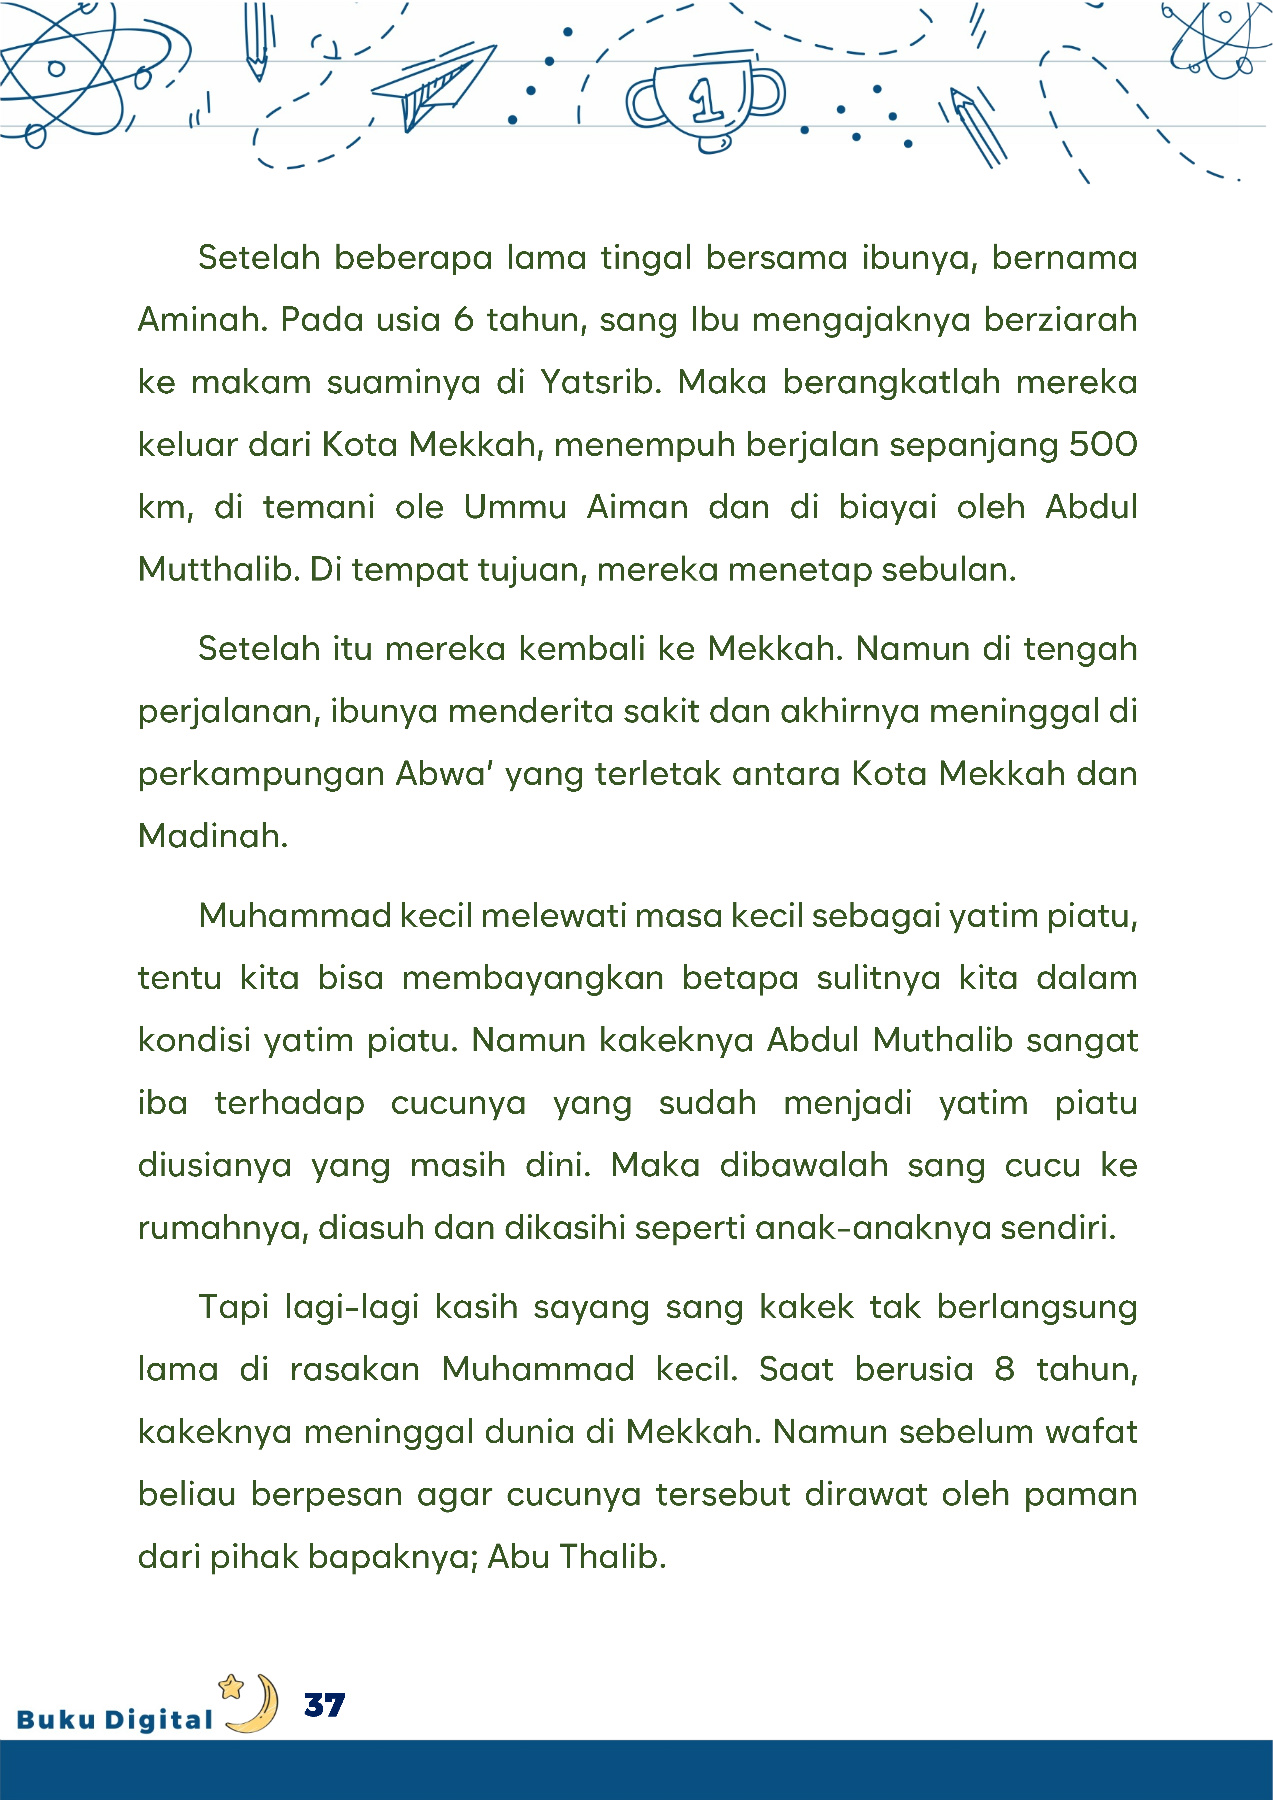 1
Setelah beberapa lama tingal bersama ibunya, bernama
Aminah. Pada usia 6 tahun, sang Ibu mengajaknya berziarah
ke makam suaminya di Yatsrib. Maka berangkatlah mereka
keluar dari Kota Mekkah, menempuh berjalan sepanjang 500
km, di temani ole Ummu Aiman dan di biayai oleh Abdul
Mutthalib. Di tempat tujuan, mereka menetap sebulan.
Setelah itu mereka kembali ke Mekkah. Namun di tengah
perjalanan, ibunya menderita sakit dan akhirnya meninggal di
perkampungan Abwa' yang terletak antara Kota Mekkah dan
Madinah.
Muhammad kecil melewati masa kecil sebagai yatim piatu,
tentu kita bisa membayangkan betapa sulitnya kita dalam
kondisi yatim piatu. Namun kakeknya Abdul Muthalib sangat
iba terhadap cucunya yang sudah menjadi yatim piatu
diusianya yang masih dini. Maka dibawalah sang cucu ke
rumahnya, diasuh dan dikasihi seperti anak-anaknya sendiri.
Tapi lagi-lagi kasih sayang sang kakek tak berlangsung
lama di rasakan Muhammad kecil. Saat berusia 8 tahun,
kakeknya meninggal dunia di Mekkah. Namun sebelum wafat
beliau berpesan agar cucunya tersebut dirawat oleh paman
dari pihak bapaknya; Abu Thalib.
Buku Digital 37